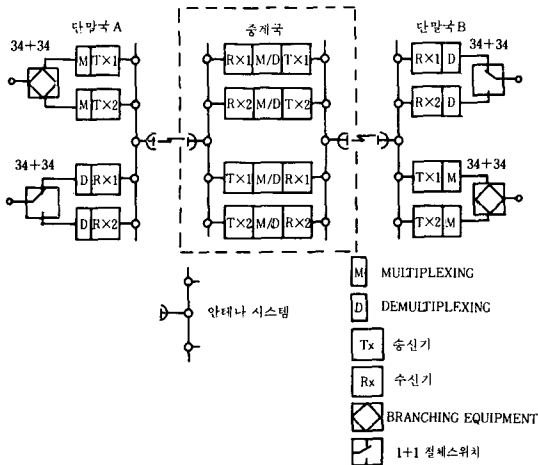 단말국 A
중계국
단말국 B
34+34
M T×1
M T×2
R×1 M/D T×1
R×2 M/D T×2
R×1 D
R×2 D
34+34
34+34
D R×1
D R×2
T×1 M/D R×1
T×2 M/D R×2
T×1 M
T×2 M
34+34
안테나 시스템
M MULTIPLEXING
D DEMULTIPLEXING
Tx 송신기
Rx 수신기
BRANCHING EQUIPMENT
1+1 절체스위치